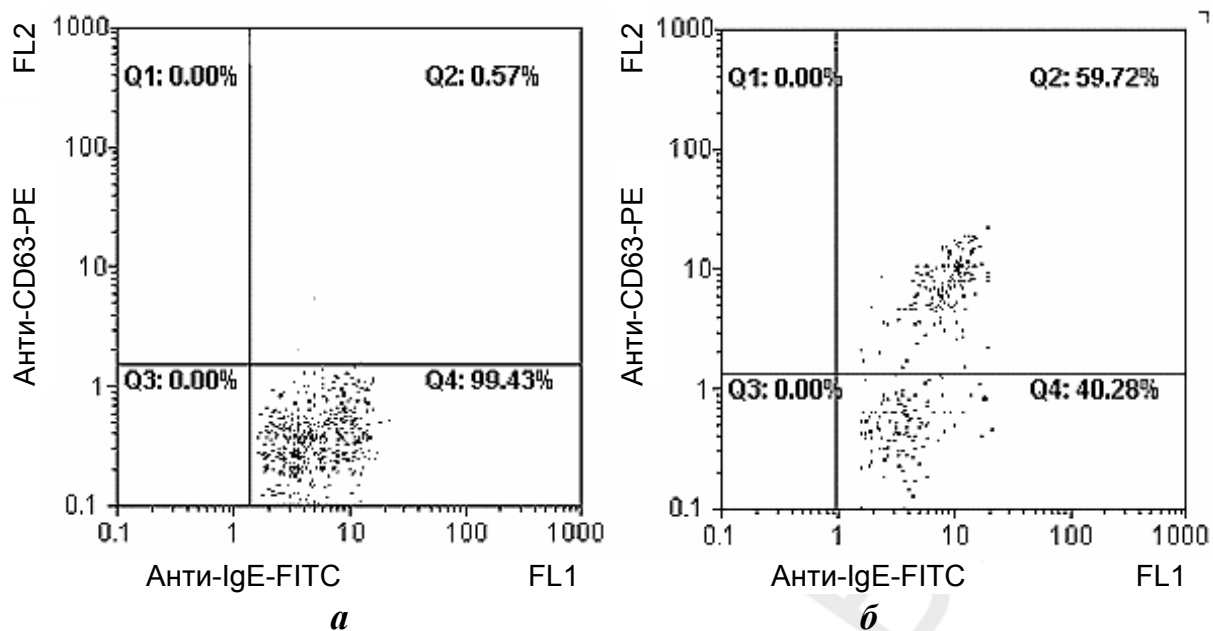 1000 FL2
Q1: 0.00% Q2: 0.57%
100
10
Анти-CD63-PE
1
Q3: 0.00% Q4: 99.43%
0.1
0.1 1 10 100 1000
Анти-IgE-FITC FL1
а
1000 FL2
Q1: 0.00% Q2: 59.72%
100
10
Анти-CD63-PE
1
Q3: 0.00% Q4: 40.28%
0.1
0.1 1 10 100 1000
Анти-IgE-FITC FL1
б